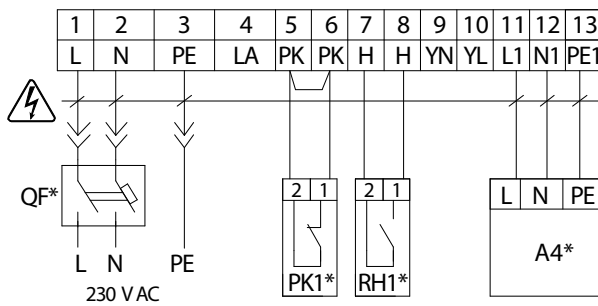 1 2 3 4 5 6 7 8 9 10 11 12 13
L N PE LA PK PK H H YN YL L1 N1 PE1
QF*
2 1 2 1 L N PE
PK1* RH1* A4*
L N PE
230 V AC